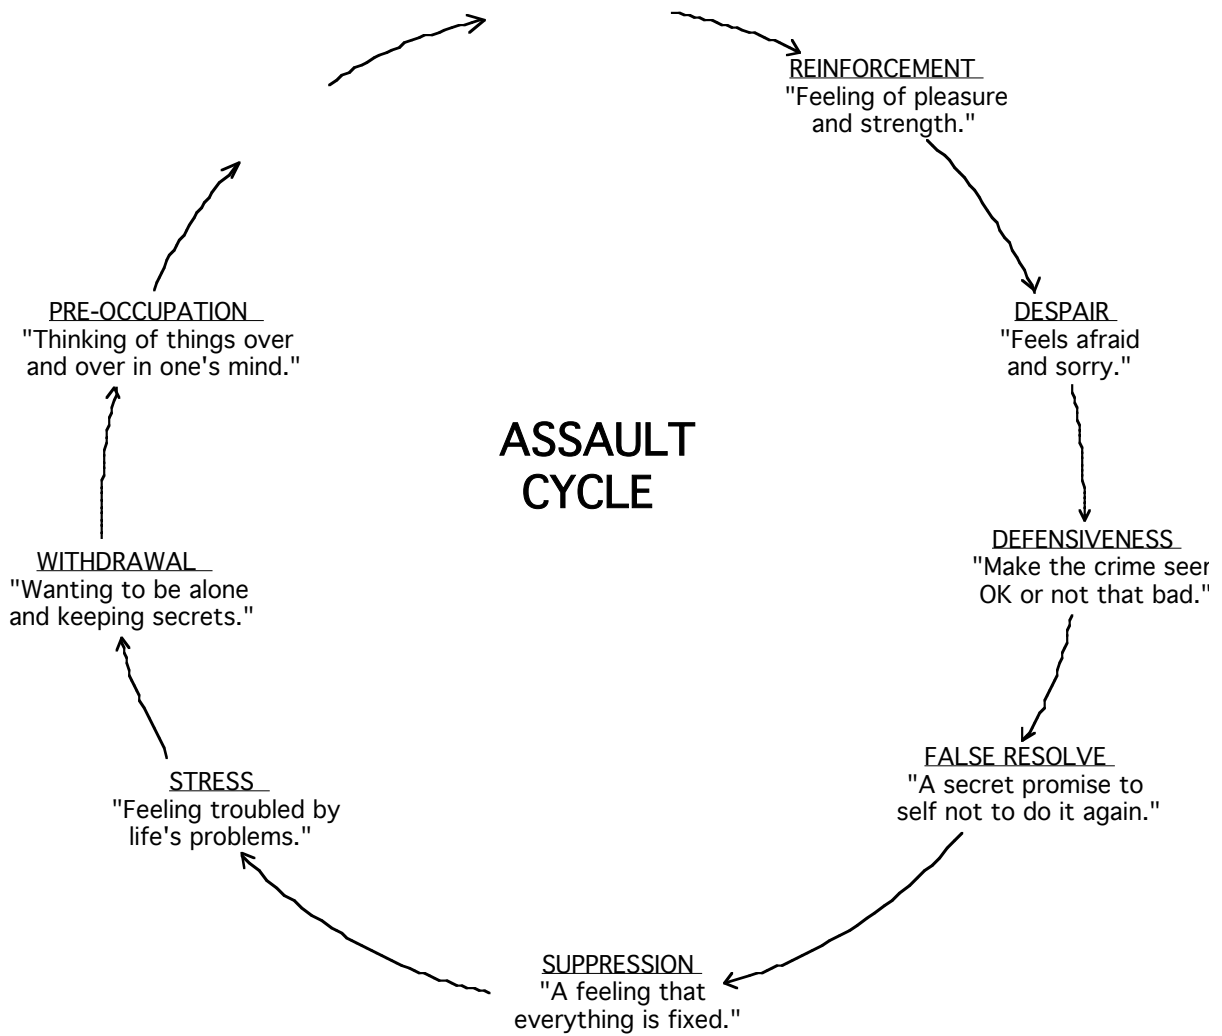 REINFORCEMENT
"Feeling of pleasure
and strength."
DESPAIR
"Feels afraid
and sorry."
DEFENSIVENESS
"Make the crime
OK or not that bad."
FALSE RESOLVE
"A secret promise to
self not to do it again."
SUPPRESSION
"A feeling that
everything is fixed."
STRESS
"Feeling troubled by
life's problems."
WITHDRAWAL
"Wanting to be alone
and keeping secrets."
PRE-OCCUPATION
"Thinking of things over
and over in one's mind."
ASSAULT
CYCLE